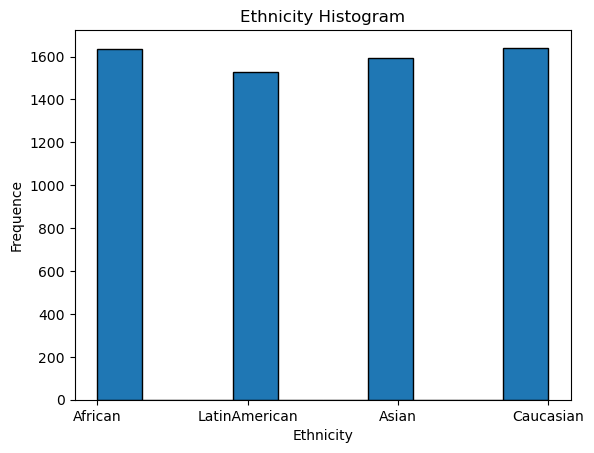 Ethnicity Histogram
Frequence
1600
1400
1200
1000
800
600
400
200
0
African LatinAmerican Asian Caucasian
Ethnicity